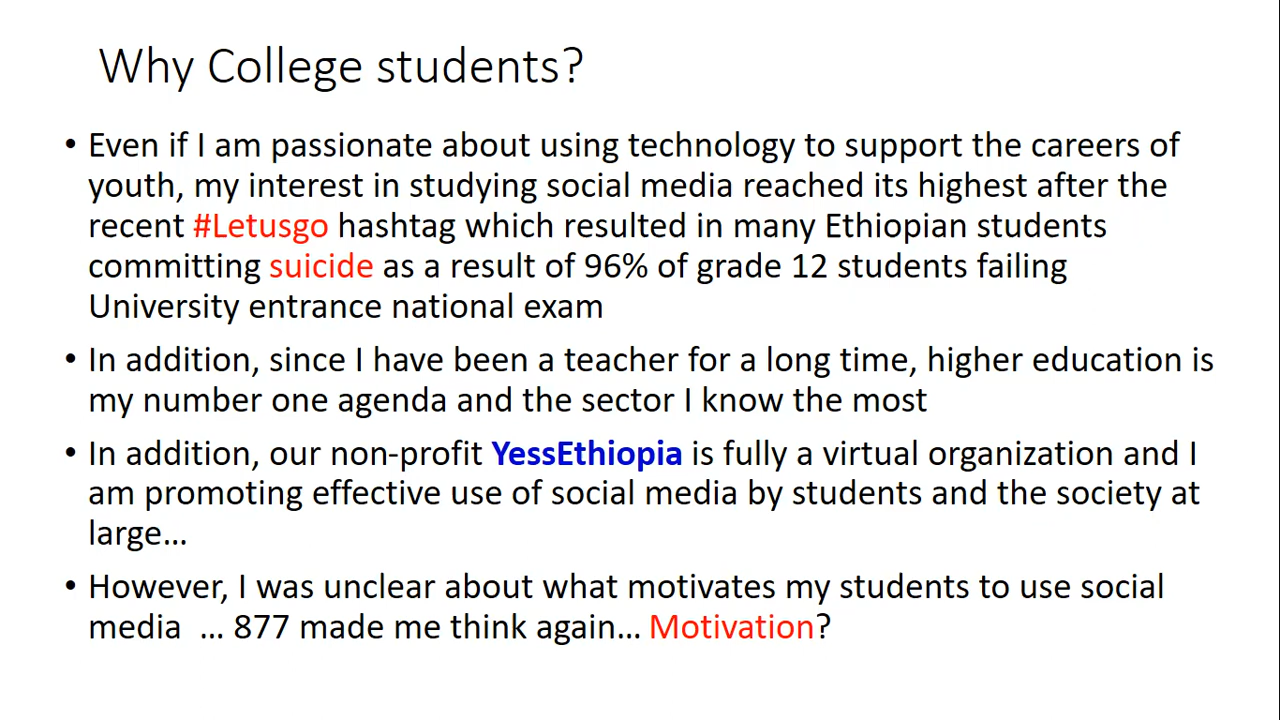 Why College students?
• Even if I am passionate about using technology to support the careers of
youth, my interest in studying social media reached its highest after the
recent #Letusgo hashtag which resulted in many Ethiopian students
committing suicide as a result of 96% of grade 12 students failing
University entrance national exam
• In addition, since I have been a teacher for a long time, higher education is
my number one agenda and the sector I know the most
• In addition, our non-profit YessEthiopia is fully a virtual organization and I
am promoting effective use of social media by students and the society at
large…
• However, I was unclear about what motivates my students to use social
media … 877 made me think again… Motivation?